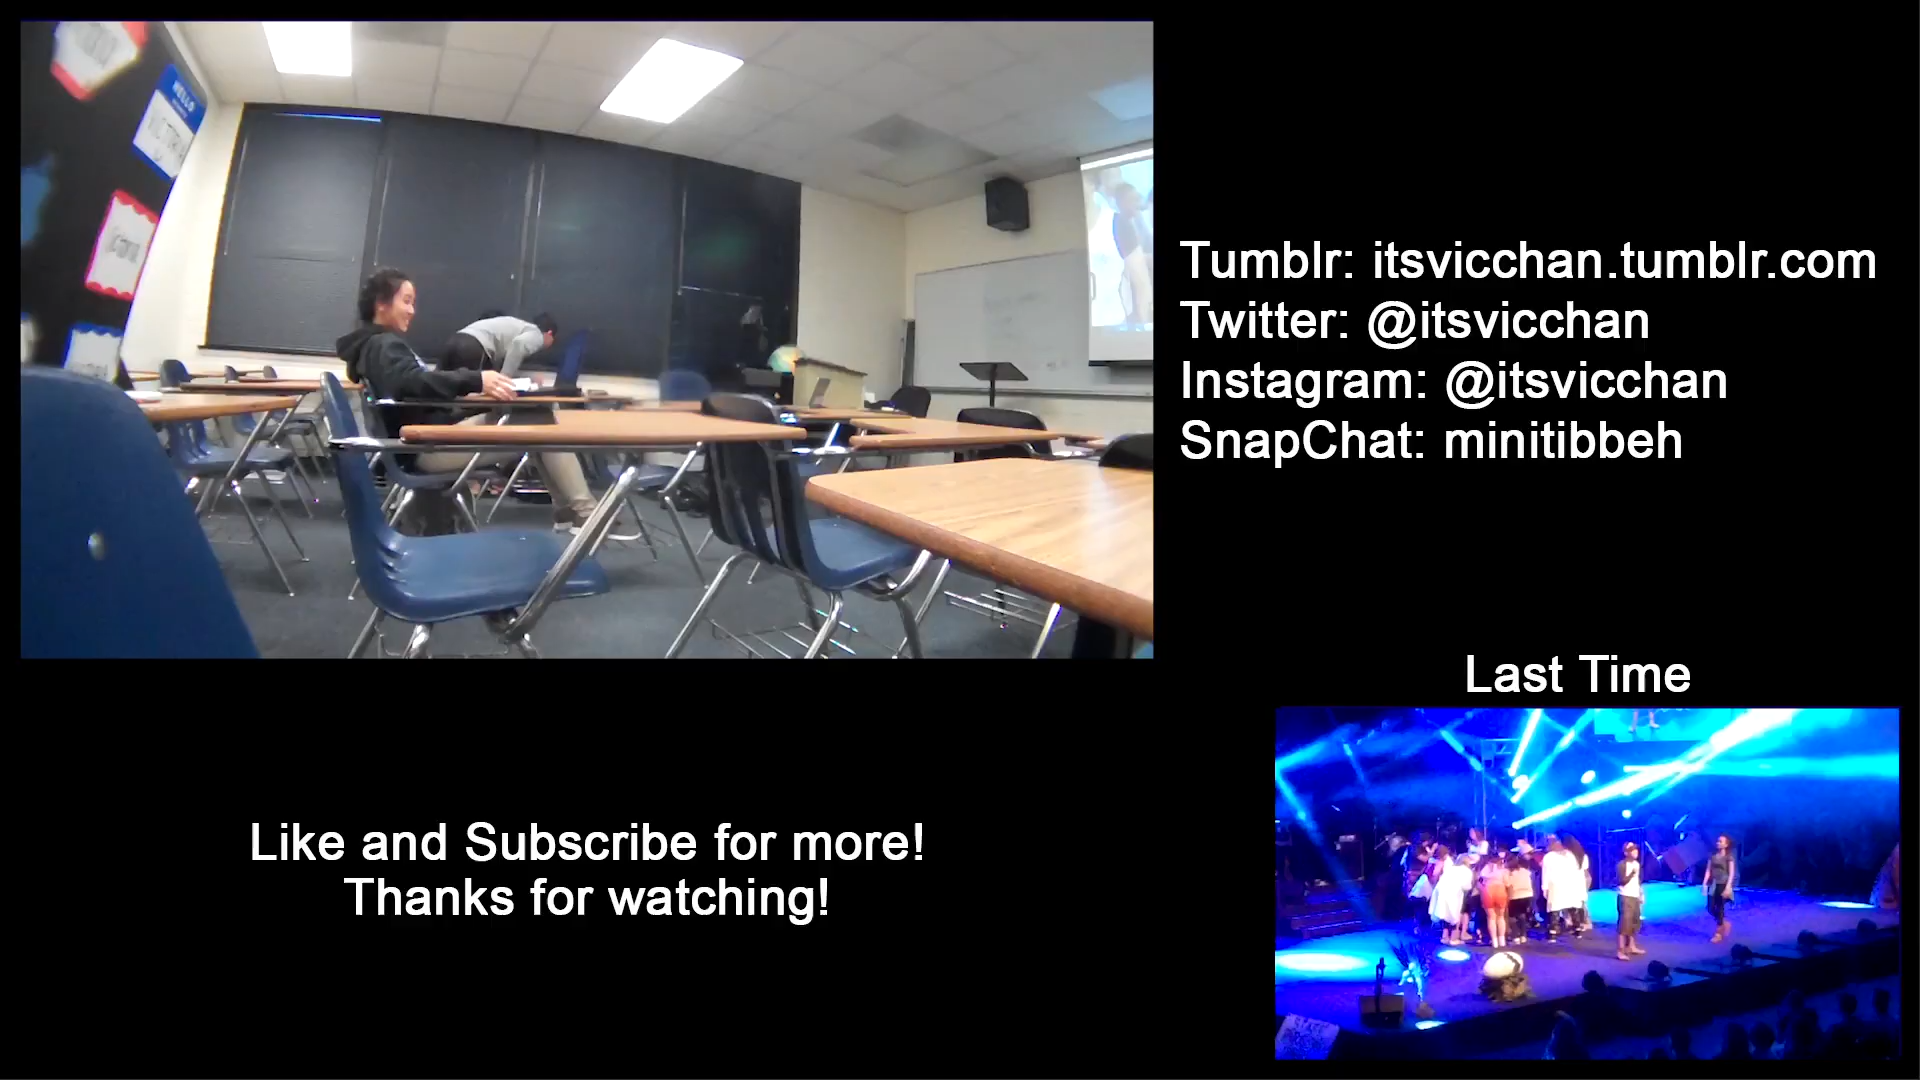 HELLO
Tumblr: itsvicchan.tumblr.com
Twitter: @itsvicchan
Instagram: @itsvicchan
SnapChat: minitibbeh
Last Time
Like and Subscribe for more!
Thanks for watching!